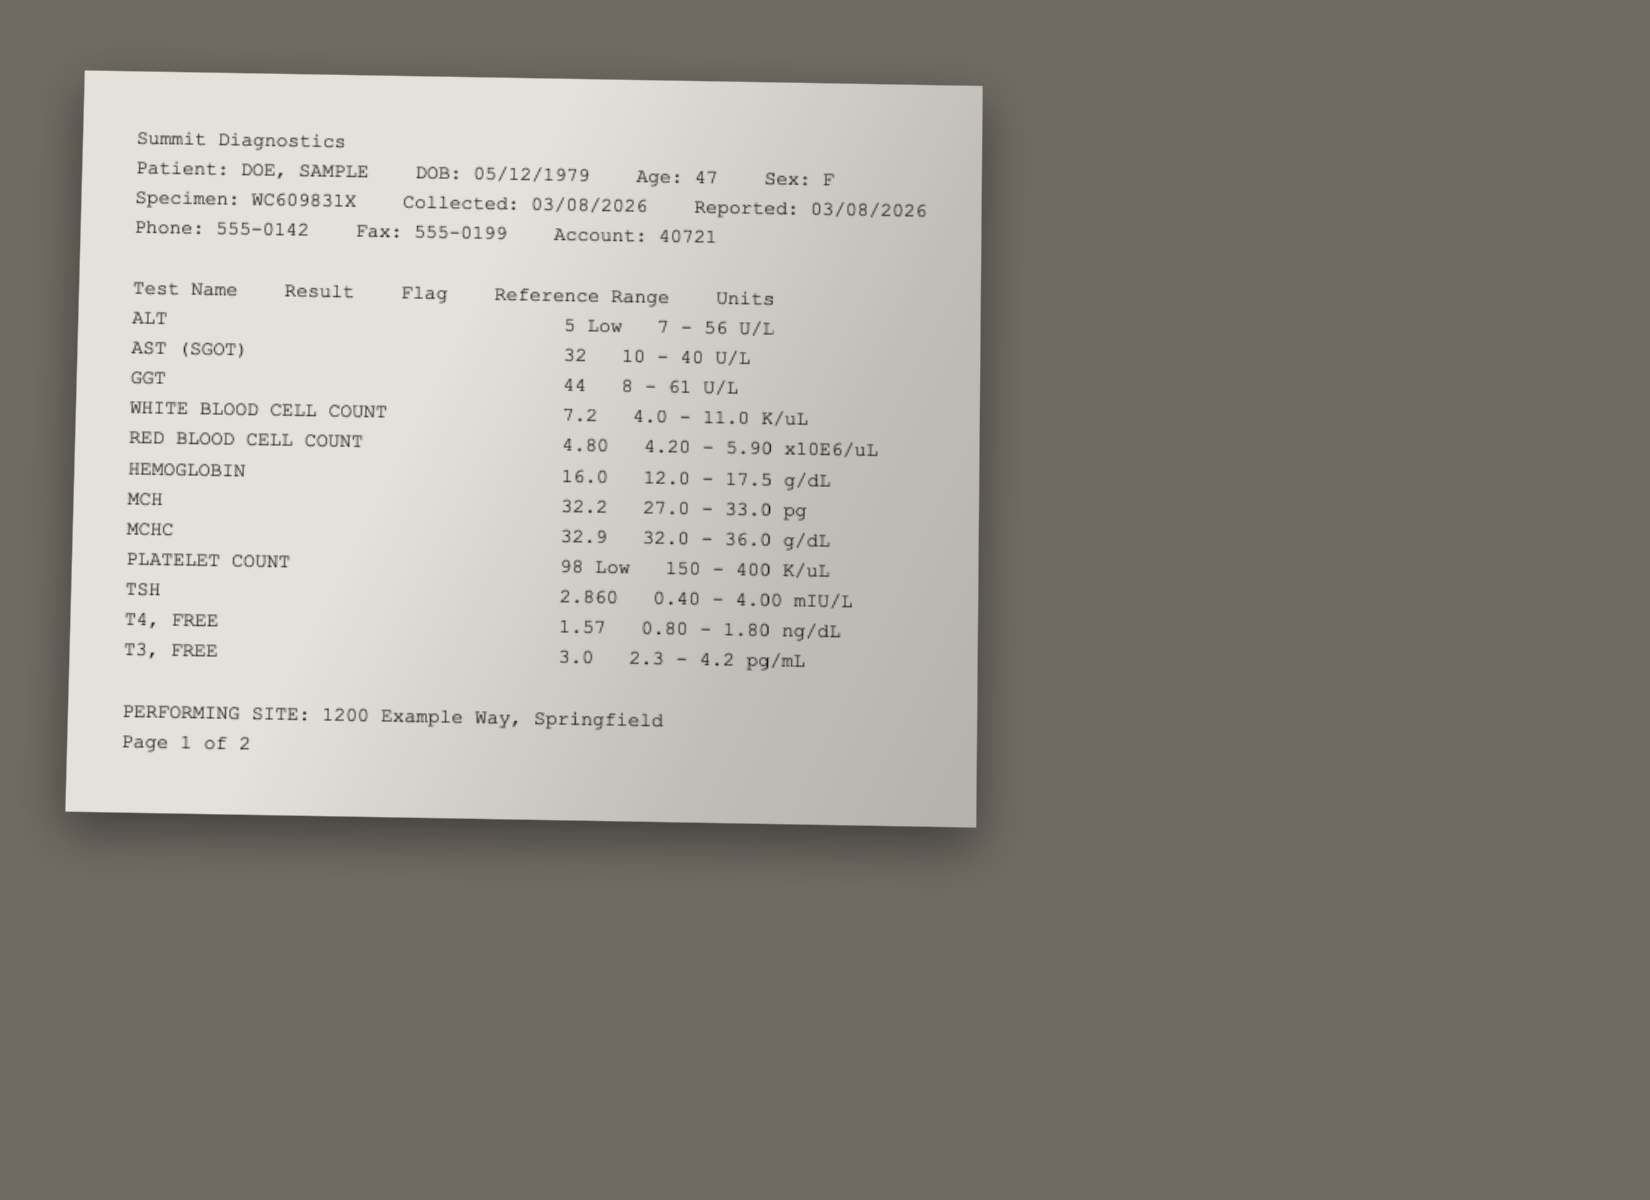 Summit Diagnostics
Patient: DOE, SAMPLE    DOB: 05/12/1979    Age: 47    Sex: F
Specimen: WC609831X    Collected: 03/08/2026    Reported: 03/08/2026
Phone: 555-0142    Fax: 555-0199    Account: 40721
Test Name    Result    Flag    Reference Range    Units
ALT    5 Low   7 - 56 U/L
AST (SGOT)    32   10 - 40 U/L
GGT    44   8 - 61 U/L
WHITE BLOOD CELL COUNT    7.2   4.0 - 11.0 K/uL
RED BLOOD CELL COUNT    4.80   4.20 - 5.90 x10E6/uL
HEMOGLOBIN    16.0   12.0 - 17.5 g/dL
MCH    32.2   27.0 - 33.0 pg
MCHC    32.9   32.0 - 36.0 g/dL
PLATELET COUNT    98 Low   150 - 400 K/uL
TSH    2.860   0.40 - 4.00 mIU/L
T4, FREE    1.57   0.80 - 1.80 ng/dL
T3, FREE    3.0   2.3 - 4.2 pg/mL
PERFORMING SITE: 1200 Example Way, Springfield
Page 1 of 2